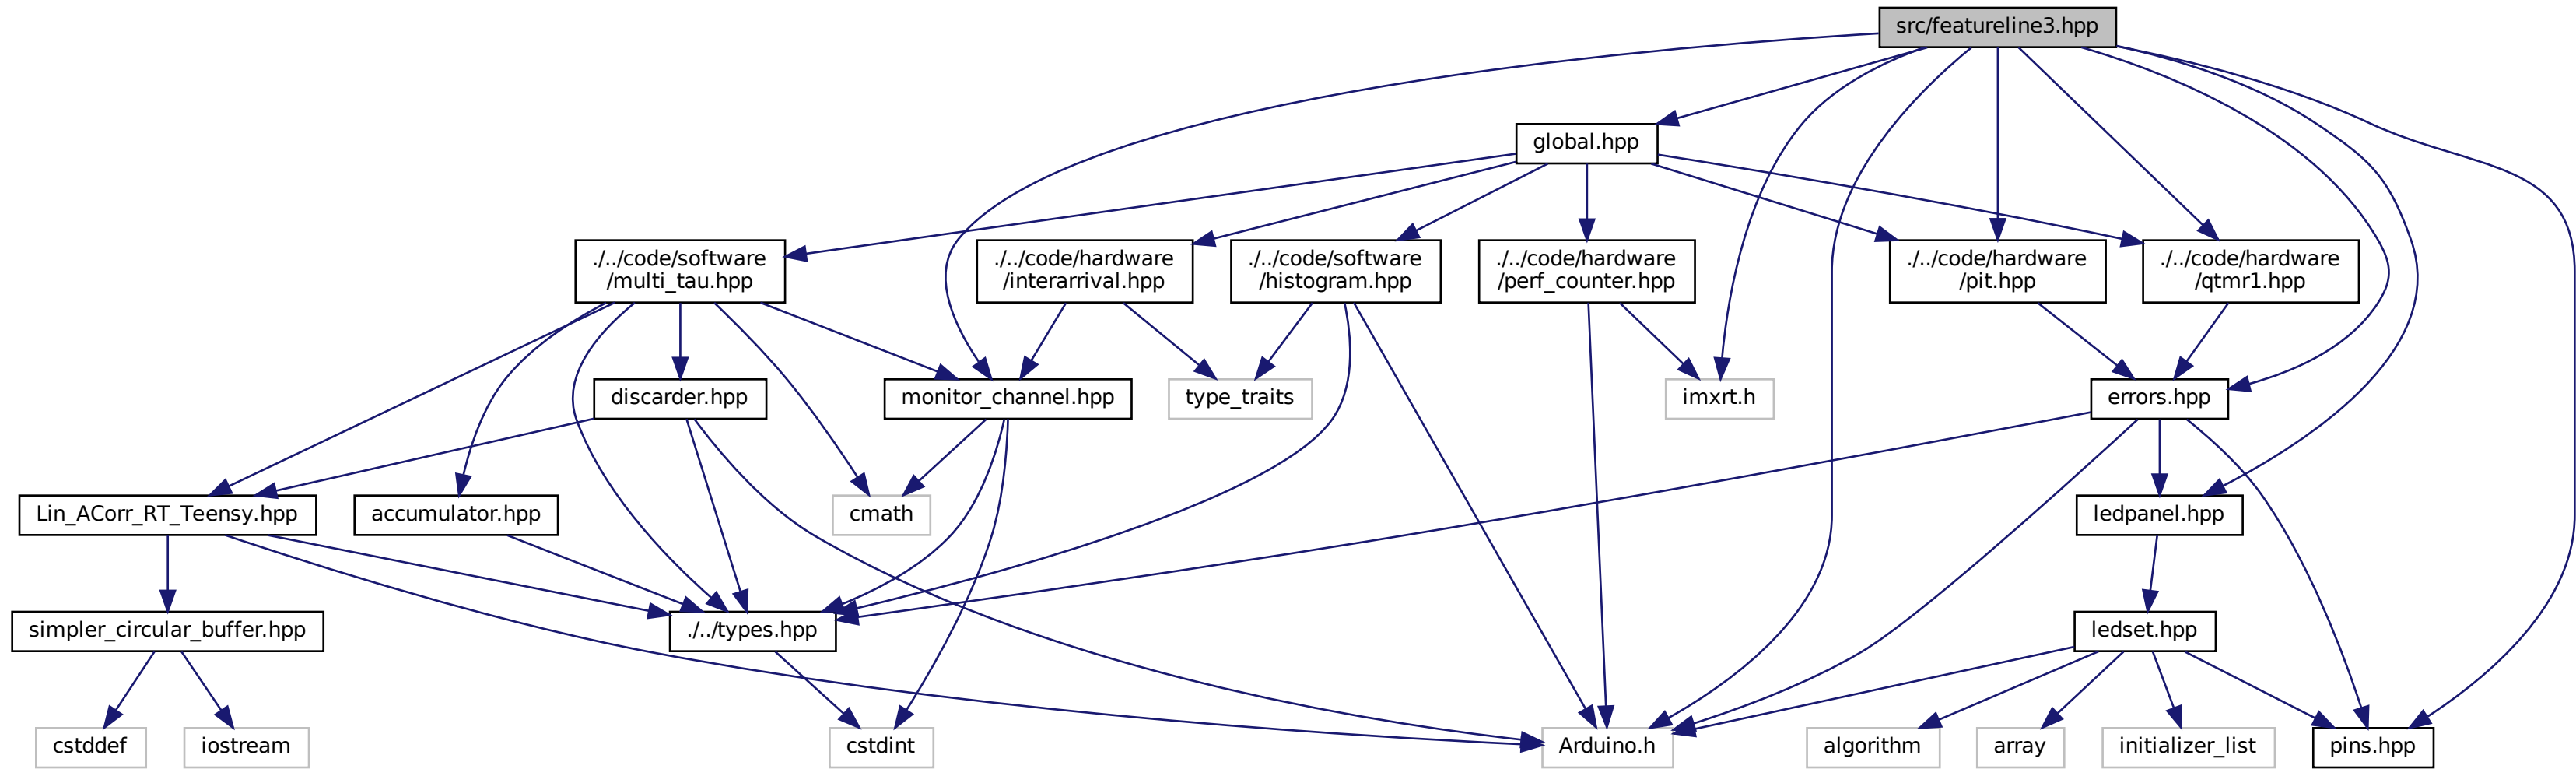 src/featureline3.hpp
global.hpp
./../code/software
/multi_tau.hpp
./../code/hardware
/interarrival.hpp
./../code/software
/histogram.hpp
./../code/hardware
/perf_counter.hpp
./../code/hardware
/pit.hpp
./../code/hardware
/qtmr1.hpp
discarder.hpp
monitor_channel.hpp
type_traits
imxrt.h
errors.hpp
Lin_ACorr_RT_Teensy.hpp
accumulator.hpp
cmath
ledpanel.hpp
simpler_circular_buffer.hpp
./../types.hpp
ledset.hpp
cstddef
iostream
cstdint
Arduino.h
algorithm
array
initializer_list
pins.hpp